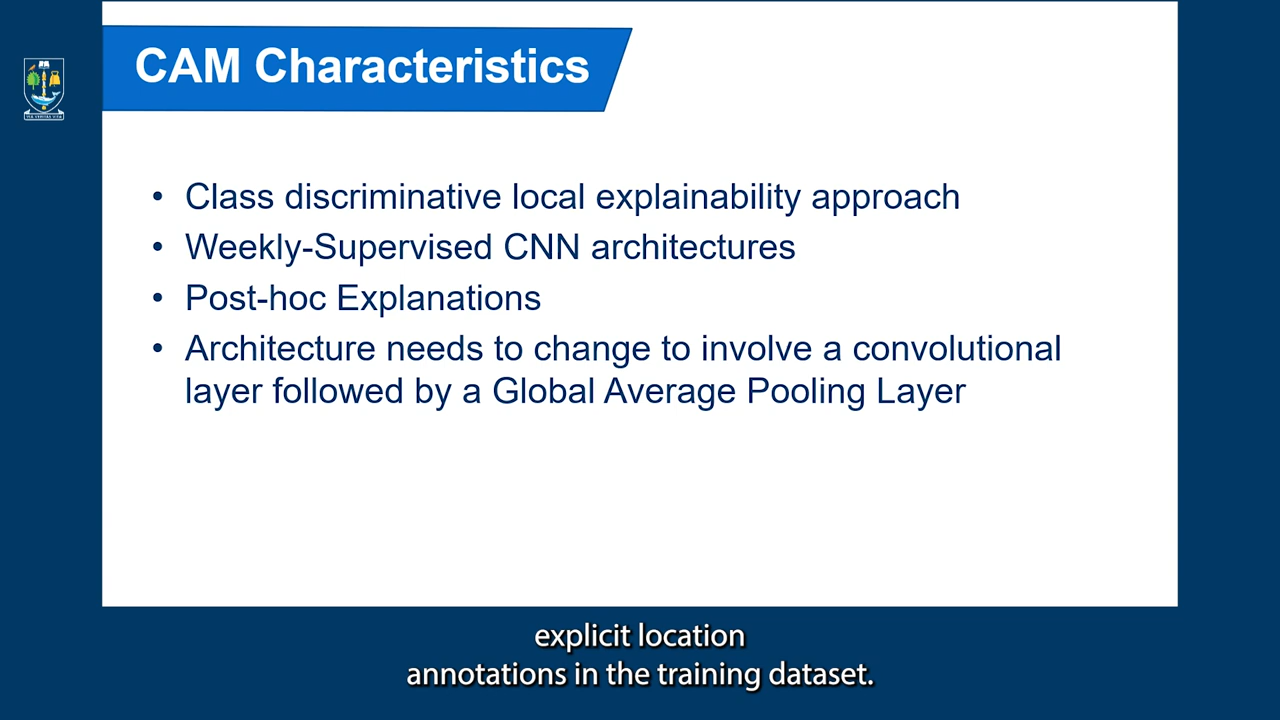 CAM Characteristics
• Class discriminative local explainability approach
• Weekly-Supervised CNN architectures
• Post-hoc Explanations
• Architecture needs to change to involve a convolutional
layer followed by a Global Average Pooling Layer
explicit location
annotations in the training dataset.